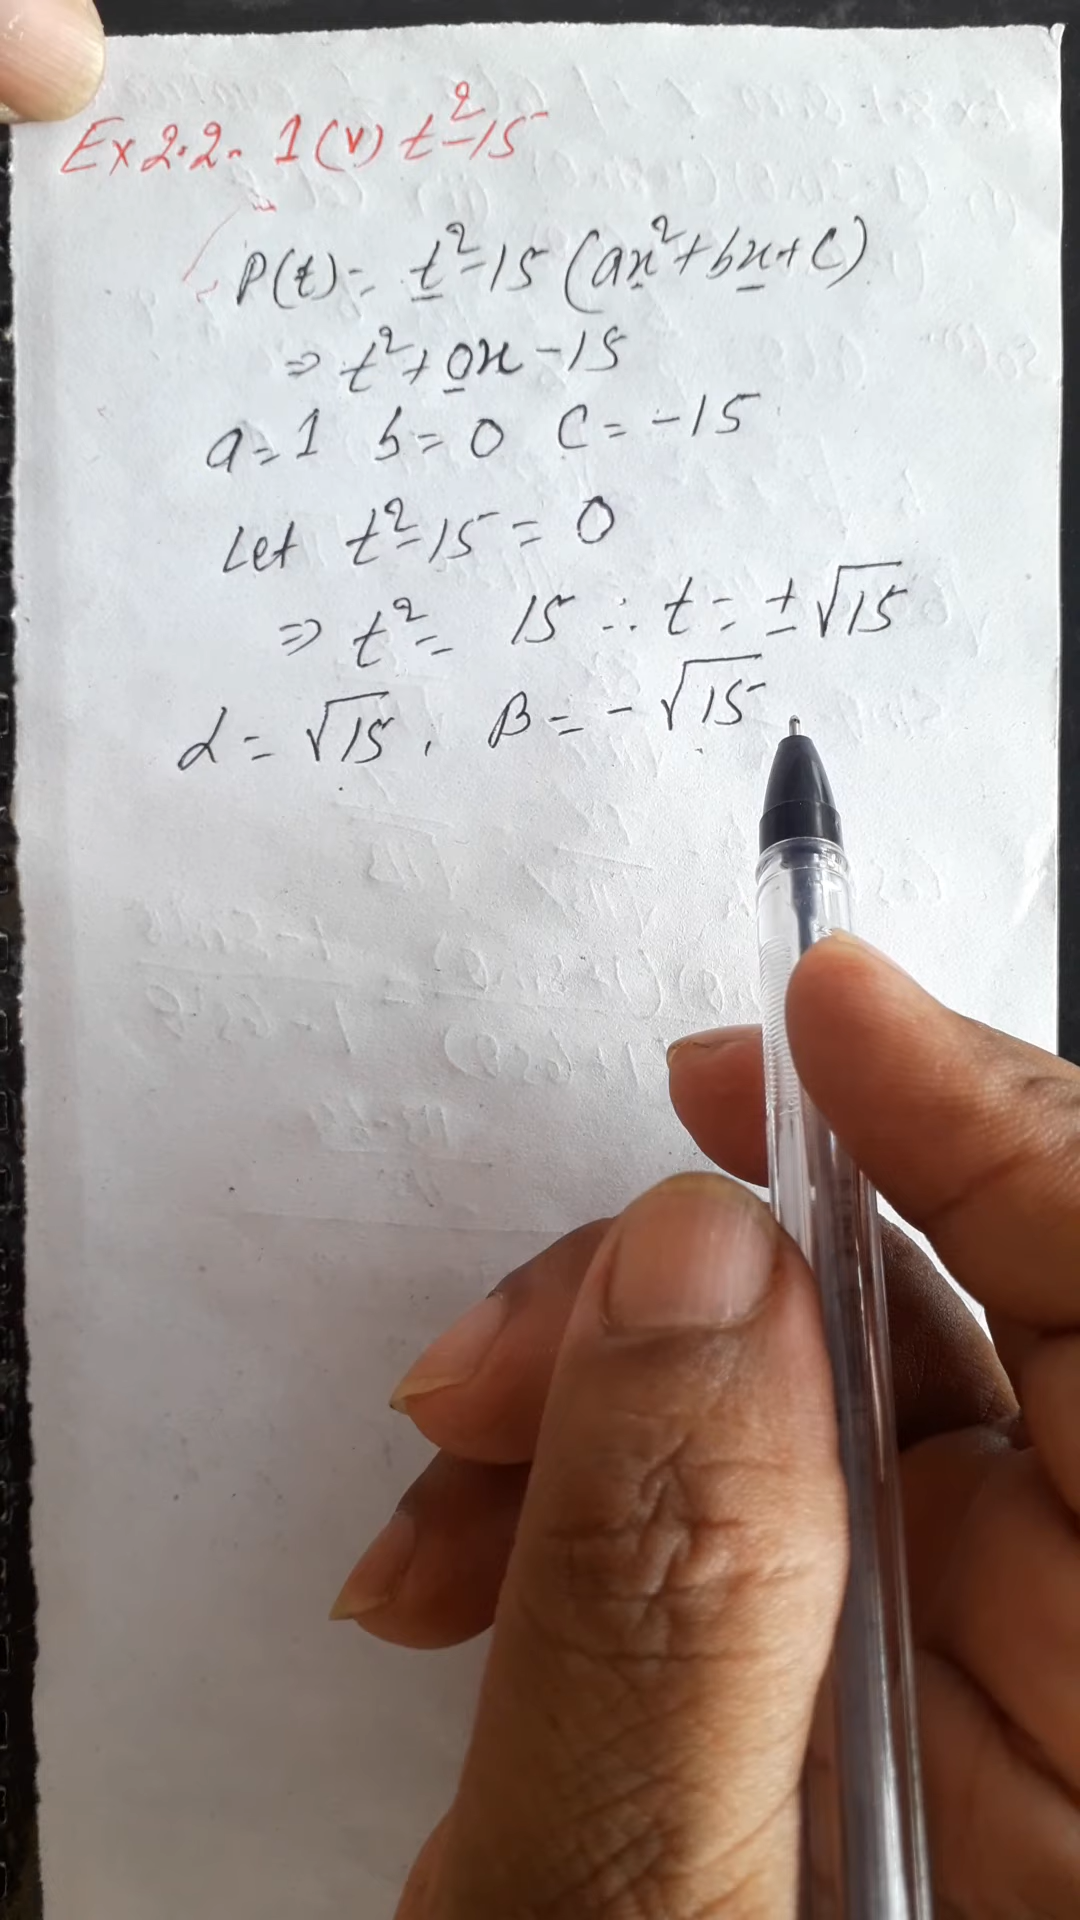 Ex 2.2. 1(v) t²-15
P(t) = t²-15 (ax²+bx+c)
⇒ t²+0x-15
a=1 b=0 c=-15
Let t²-15=0
⇒ t²= 15 ∴ t= ±√15
α=√15, β=-√15